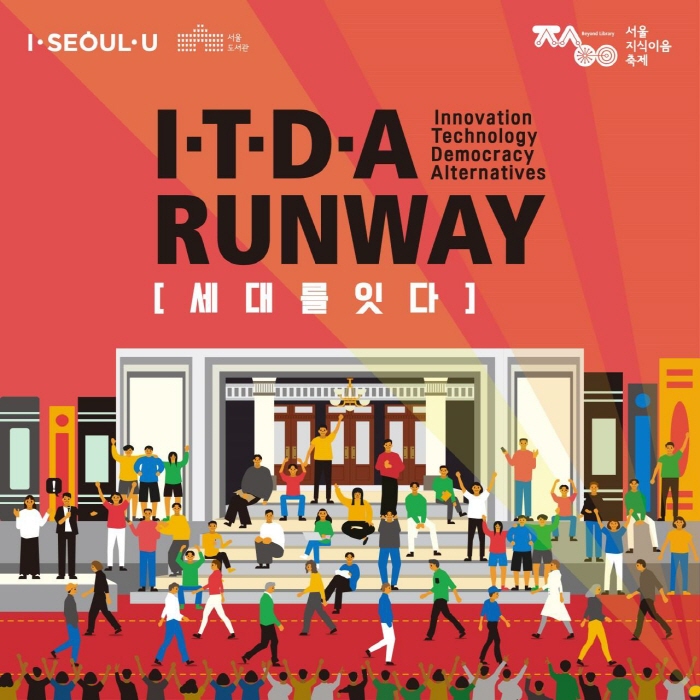 I·SEOUL·U
서울
도서관
Beyond Library
서울
지식이음
축제
I·T·D·A
Innovation
Technology
Democracy
Alternatives
RUNWAY
[ 세대를잇다 ]
i
!
i